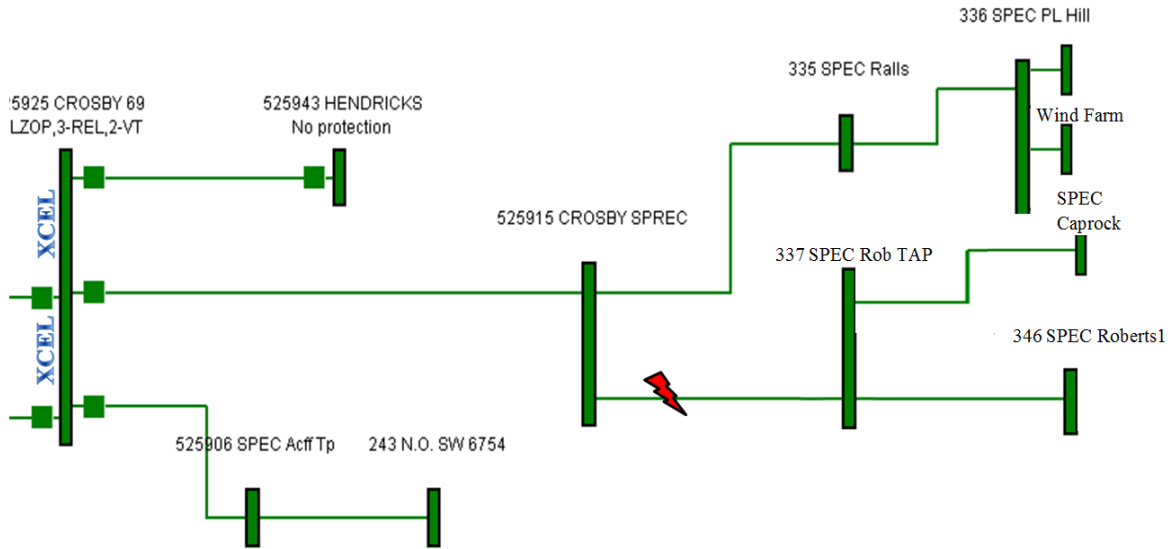 336 SPEC PL Hill
335 SPEC Ralls
5925 CROSBY 69
LZOP,3-REL,2-VT
525943 HENDRICKS
No protection
Wind Farm
XCEL
525915 CROSBY SPREC
SPEC
Caprock
337 SPEC Rob TAP
XCEL
346 SPEC Roberts1
525906 SPEC Acff Tp
243 N.O. SW 6754